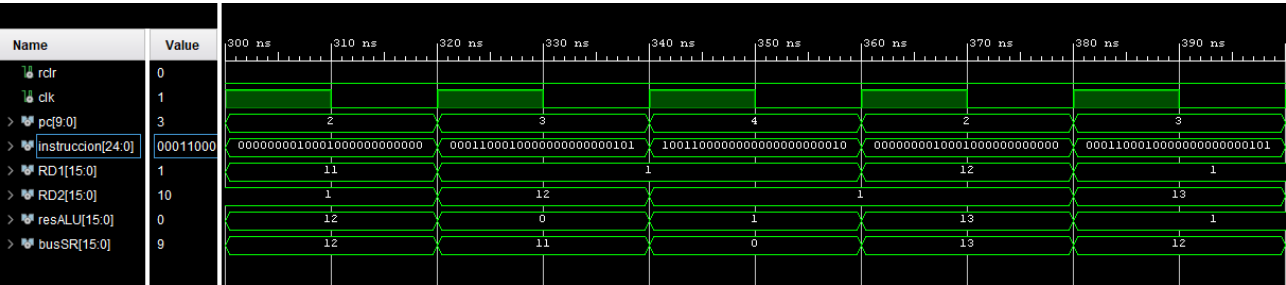 Name Value 300 ns 310 ns 320 ns 330 ns 340 ns 350 ns 360 ns 370 ns 380 ns 390 ns
rclr 0
clk 1
pc[9:0] 3 2 3 4 2 3
instruccion[24:0] 00011000 0000000010001000000000000 0001100010000000000000101 1001100000000000000000010 0000000010001000000000000 0001100010000000000000101
RD1[15:0] 1 11 1 12 1
RD2[15:0] 10 1 12 1 13
resALU[15:0] 0 12 0 1 13 1
busSR[15:0] 9 12 11 0 13 12